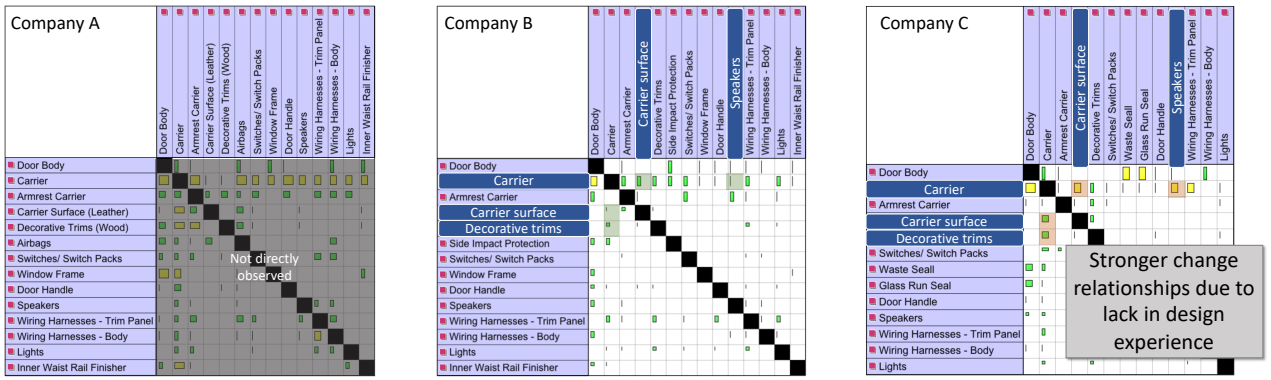 Company A
Door Body
Carrier
Armrest Carrier
Carrier Surface (Leather)
Decorative Trims (Wood)
Airbags
Switches/ Switch Packs
Window Frame
Door Handle
Speakers
Wiring Harnesses - Trim Panel
Wiring Harnesses - Body
Lights
Inner Waist Rail Finisher
Door Body
Carrier
Armrest Carrier
Carrier Surface (Leather)
Decorative Trims (Wood)
Airbags
Switches/ Switch Packs
Window Frame
Door Handle
Speakers
Wiring Harnesses - Trim Panel
Wiring Harnesses - Body
Lights
Inner Waist Rail Finisher
Not directly
observed
Company B
Door Body
Carrier
Armrest Carrier
Carrier surface
Decorative Trims
Side Impact Protection
Switches/ Switch Packs
Window Frame
Door Handle
Speakers
Wiring Harnesses - Trim Panel
Wiring Harnesses - Body
Lights
Inner Waist Rail Finisher
Door Body
Carrier
Armrest Carrier
Carrier surface
Decorative trims
Side Impact Protection
Switches/ Switch Packs
Window Frame
Door Handle
Speakers
Wiring Harnesses - Trim Panel
Wiring Harnesses - Body
Lights
Inner Waist Rail Finisher
Company C
Door Body
Carrier
Armrest Carrier
Carrier surface
Decorative Trims
Switches/ Switch Packs
Waste Seall
Glass Run Seal
Door Handle
Speakers
Wiring Harnesses - Trim Panel
Wiring Harnesses - Body
Lights
Door Body
Carrier
Armrest Carrier
Carrier surface
Decorative trims
Switches/ Switch Packs
Waste Seall
Glass Run Seal
Door Handle
Speakers
Wiring Harnesses - Trim Panel
Wiring Harnesses - Body
Lights
Stronger change
relationships due to
lack in design
experience